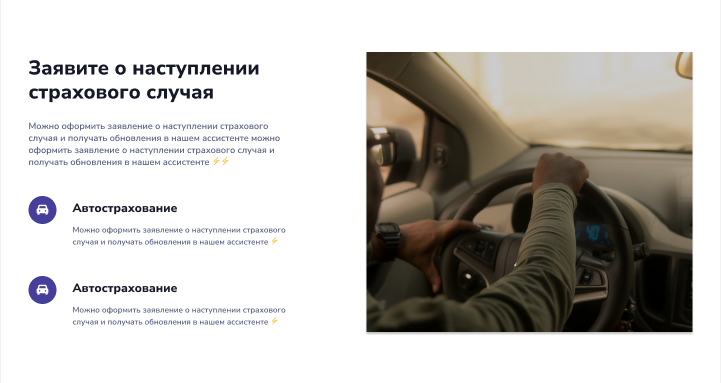 Заявите о наступлении
страхового случая
Можно оформить заявление о наступлении страхового
случая и получать обновления в нашем ассистенте можно
оформить заявление о наступлении страхового случая и
получать обновления в нашем ассистенте ⚡⚡
Автострахование
Можно оформить заявление о наступлении страхового
случая и получать обновления в нашем ассистенте ⚡
Автострахование
Можно оформить заявление о наступлении страхового
случая и получать обновления в нашем ассистенте ⚡